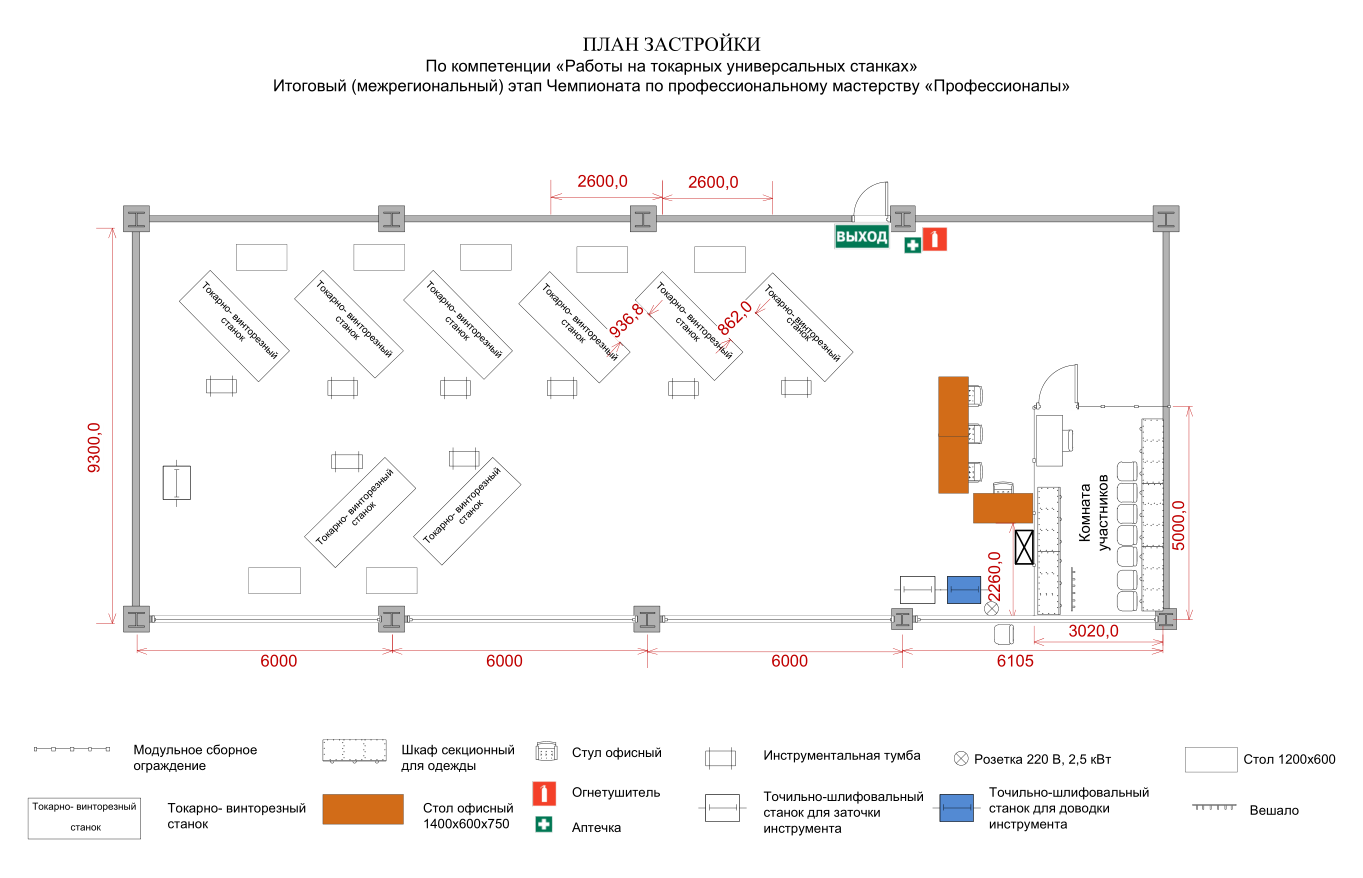 ПЛАН ЗАСТРОЙКИ
По компетенции «Работы на токарных универсальных станках»
Итоговый (межрегиональный) этап Чемпионата по профессиональному мастерству «Профессионалы»
2600,0
2600,0
ВЫХОД
Токарно- винторезный
станок
Токарно- винторезный
станок
Токарно- винторезный
станок
Токарно- винторезный
станок
936,8
Токарно- винторезный
станок
862,0
Токарно- винторезный
станок
9300,0
Токарно- винторезный
станок
Токарно- винторезный
станок
Комната
участников
5000,0
2260,0
3020,0
6000
6000
6000
6105
Модульное сборное
ограждение
Шкаф секционный
для одежды
Стул офисный
Инструментальная тумба
Розетка 220 В, 2,5 кВт
Стол 1200х600
Токарно- винторезный
станок
Токарно- винторезный
станок
Стол офисный
1400х600х750
Огнетушитель
Аптечка
Точильно-шлифовальный
станок для заточки
инструмента
Точильно-шлифовальный
станок для доводки
инструмента
Вешало